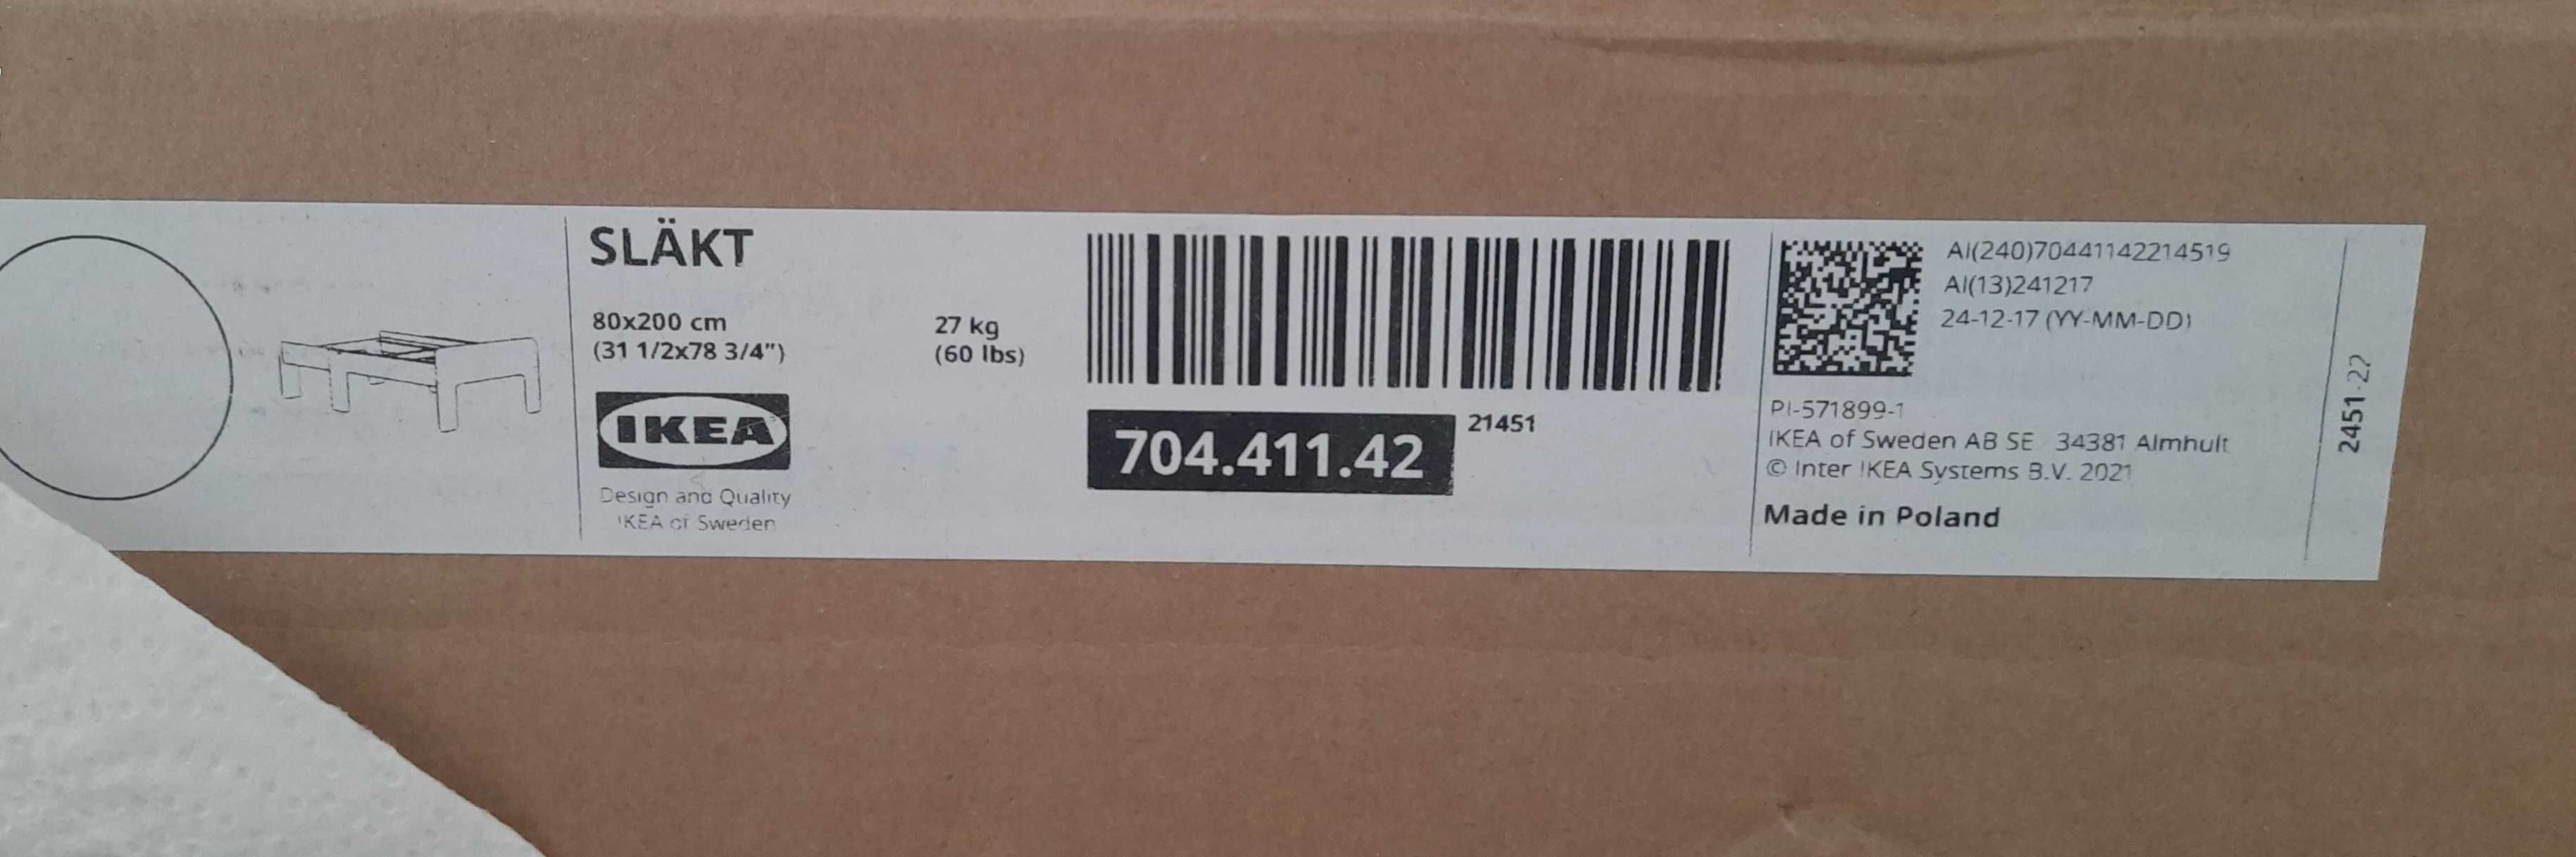 SLÄKT
80x200 cm
(31 1/2x78 3/4")
27 kg
(60 lbs)
IKEA
Design and Quality
IKEA of Sweden
704.411.42
21451
AI(240)70441142214519
AI(13)241217
24-12-17 (YY-MM-DD)
PI-571899-1
IKEA of Sweden AB SE 34381 Almhult
© Inter IKEA Systems B.V. 2021
Made in Poland
2451-22